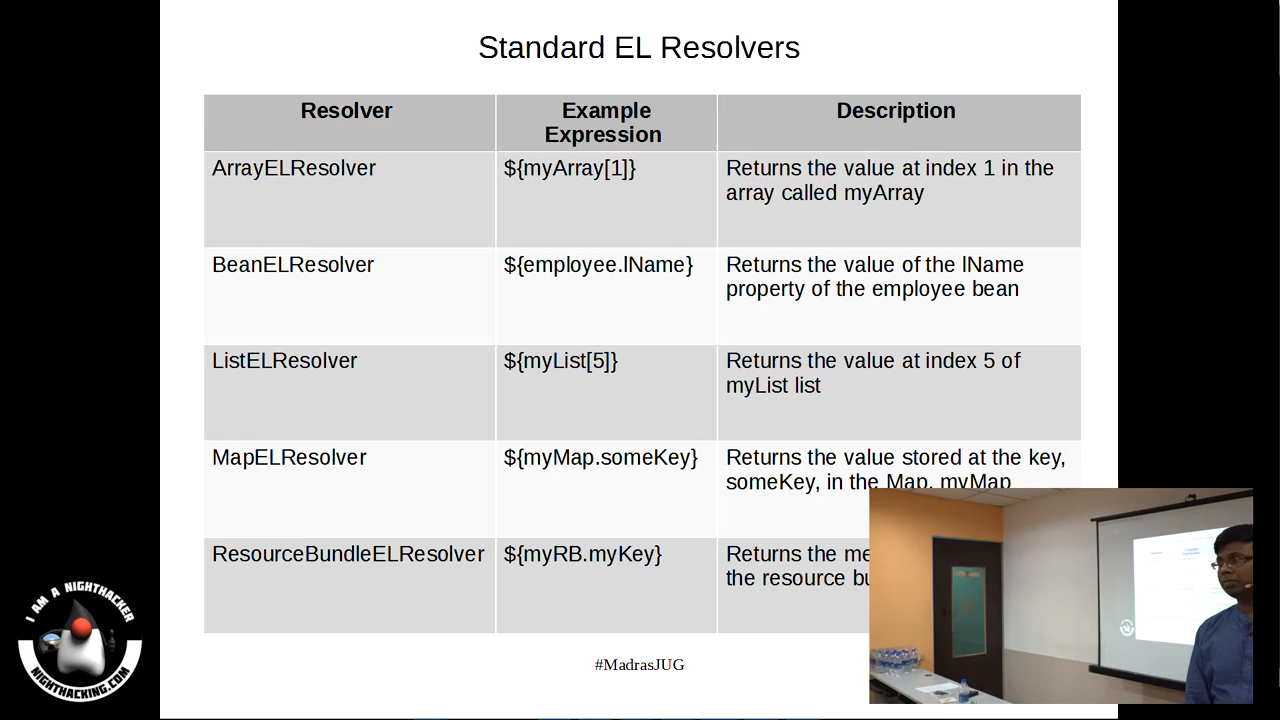 Standard EL Resolvers
Resolver
Example
Expression
Description
ArrayELResolver
${myArray[1]}
Returns the value at index 1 in the
array called myArray
BeanELResolver
${employee.lName}
Returns the value of the lName
property of the employee bean
ListELResolver
${myList[5]}
Returns the value at index 5 of
myList list
MapELResolver
${myMap.someKey}
Returns the value stored at the key,
someKey, in the Map, myMap
ResourceBundleELResolver
${myRB.myKey}
Returns the
the resource
#MadrasJUG
I AM A NIGHTHACKER
NIGHTHACKING.COM